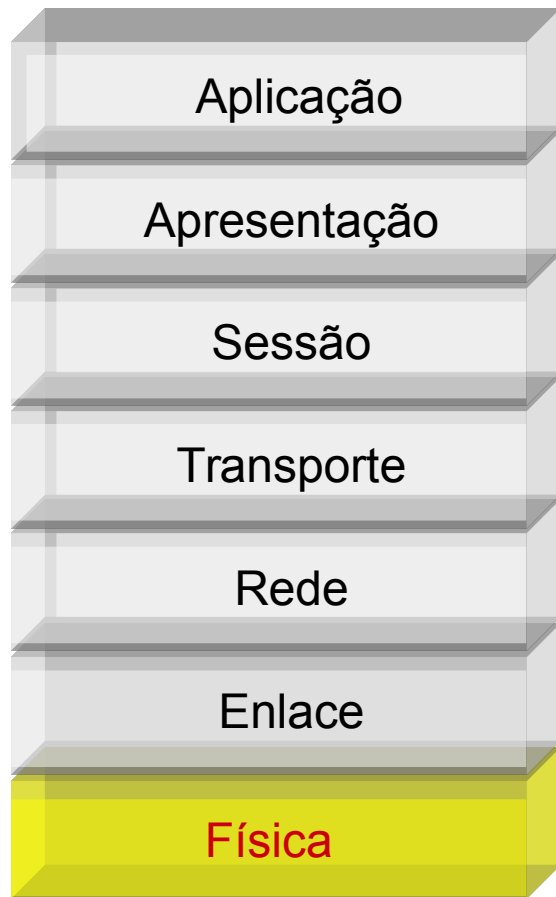 Aplicação
Apresentação
Sessão
Transporte
Rede
Enlace
Física